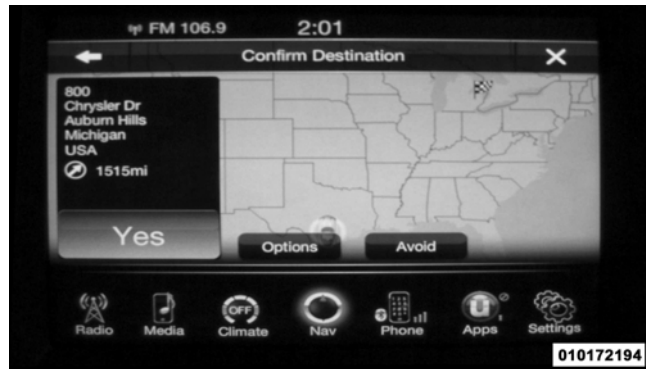 FM 106.9 2:01
Confirm Destination
800
Chrysler Dr
Auburn Hills
Michigan
USA
1515mi
Yes
Options Avoid
OFF
Radio Media Climate Nav Phone Apps Settings
010172194